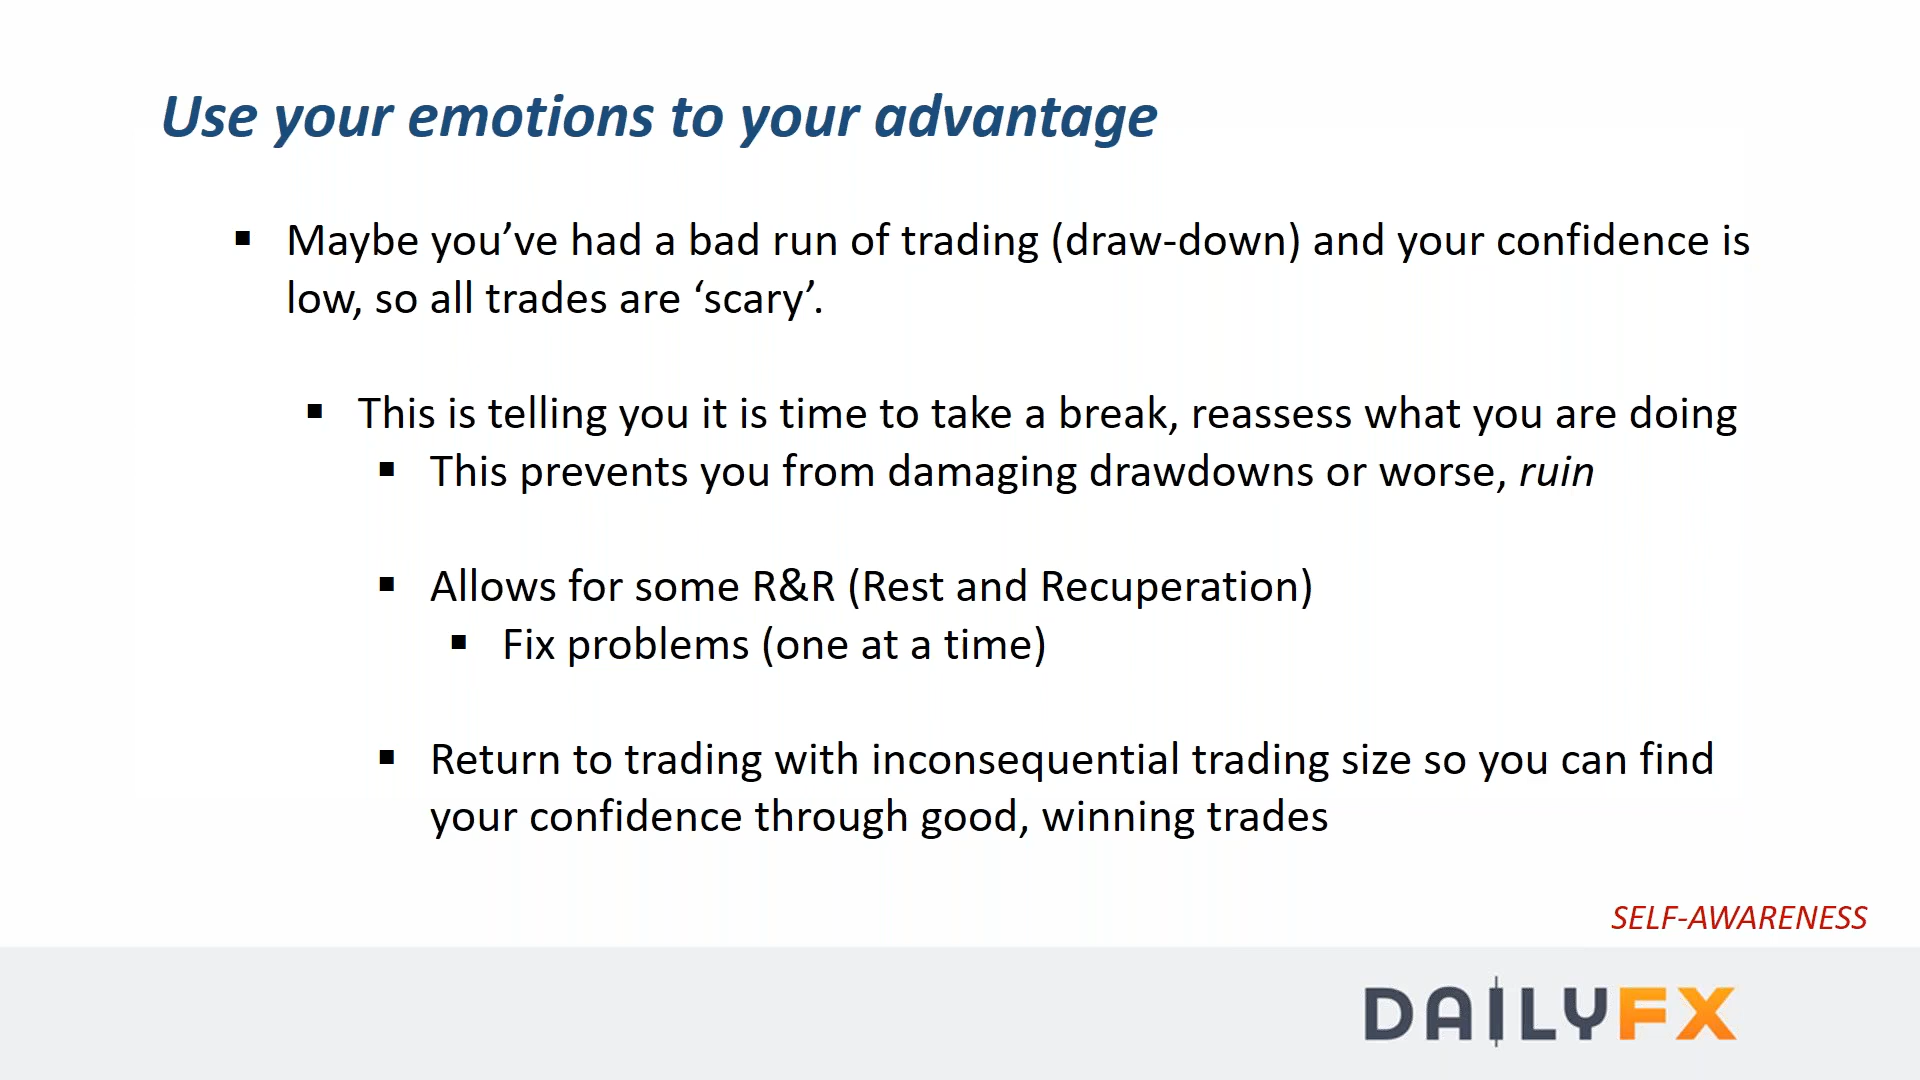 Use your emotions to your advantage
▪ Maybe you’ve had a bad run of trading (draw-down) and your confidence is
low, so all trades are ‘scary’.
▪ This is telling you it is time to take a break, reassess what you are doing
▪ This prevents you from damaging drawdowns or worse, ruin
▪ Allows for some R&R (Rest and Recuperation)
▪ Fix problems (one at a time)
▪ Return to trading with inconsequential trading size so you can find
your confidence through good, winning trades
SELF-AWARENESS
DAILYFX